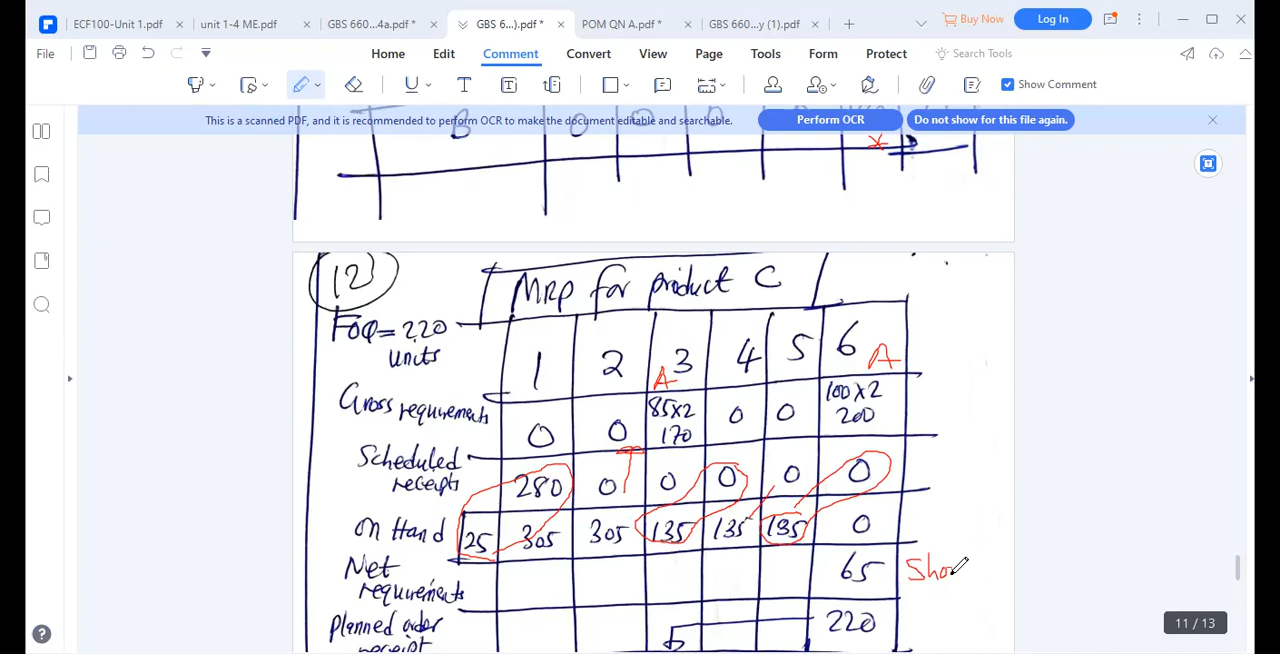 ECF100-Unit 1.pdf
unit 1-4 ME.pdf
GBS 660...4a.pdf *
GBS 6...).pdf *
POM QN A.pdf *
GBS 660...y (1).pdf
Buy Now
Log In
File
Home
Edit
Comment
Convert
View
Page
Tools
Form
Protect
Search Tools
Show Comment
This is a scanned PDF, and it is recommended to perform OCR to make the document editable and searchable.
Perform OCR
Do not show for this file again.
B 0 0 0
x
12
MRP for product C
FOQ = 220 units
1 2 A 3 4 5 6 A
Gross requirements
0 0 85x2 170 0 0 100x2 200
Scheduled receipts
280 0 0 0 0 0
On Hand 25 305 305 135 135 135 0
Net requirements
65 Sho
Planned order receipt
220
11 / 13